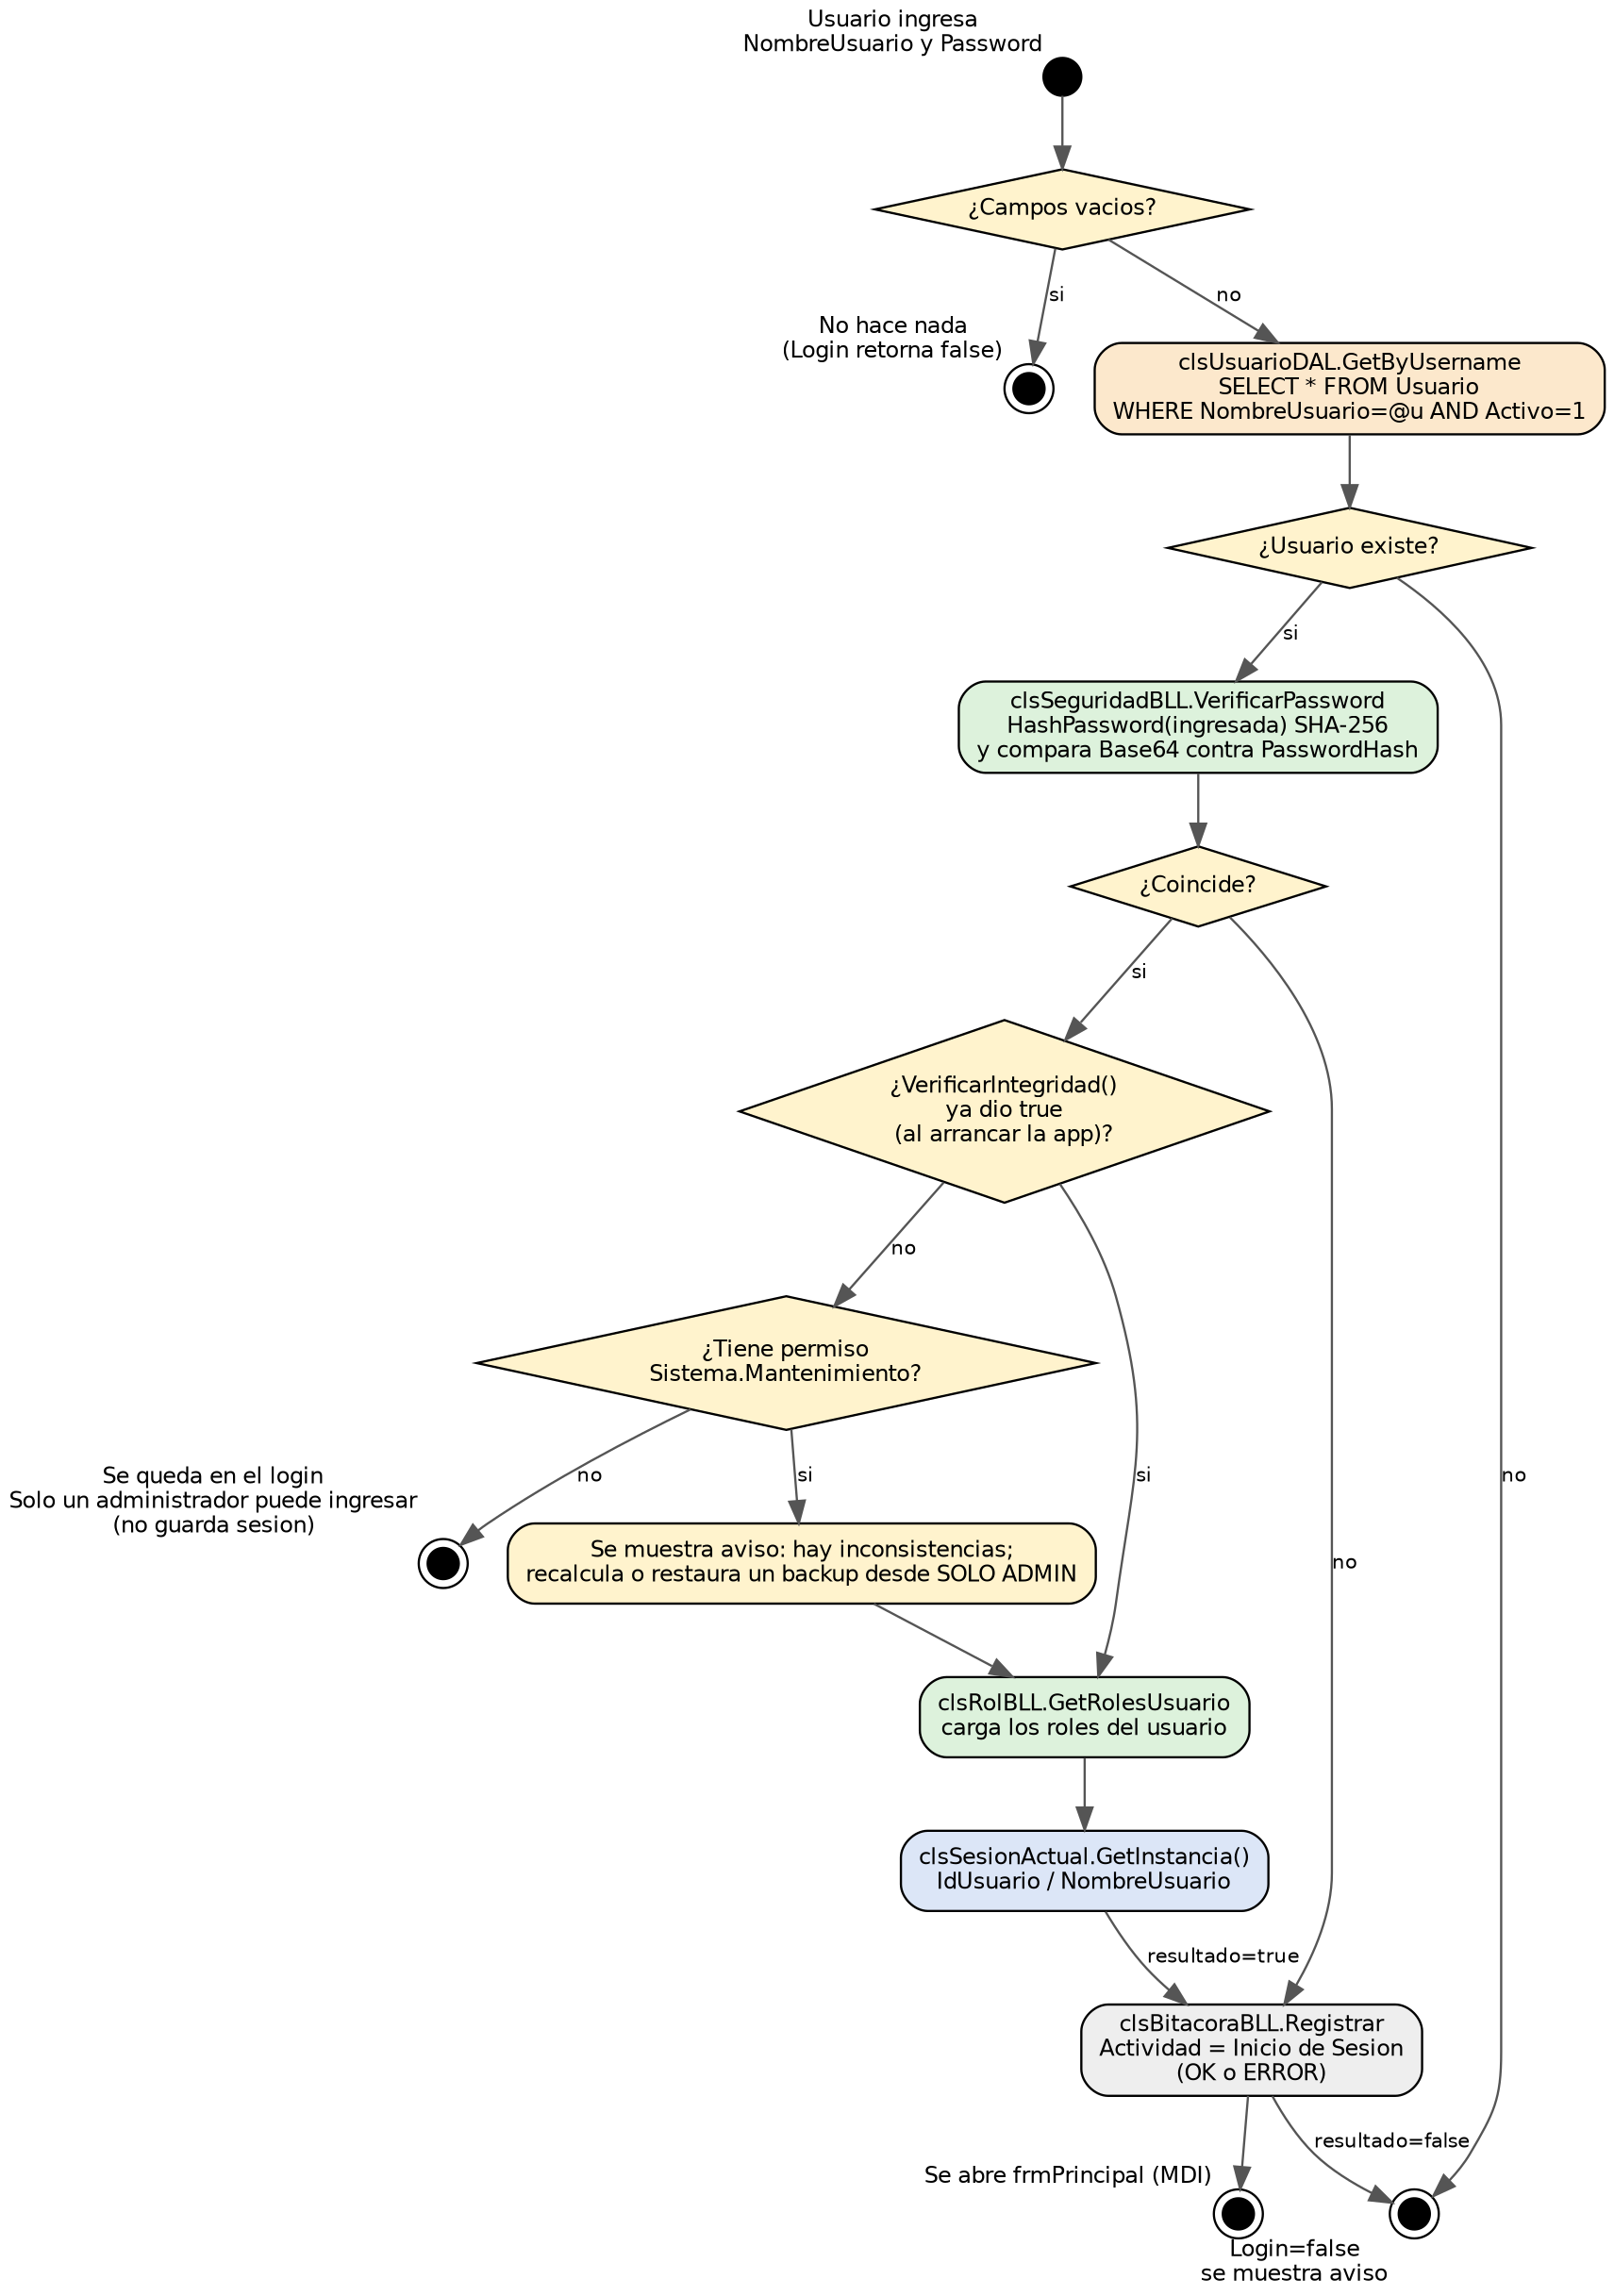 Usuario ingresa
NombreUsuario y Password
¿Campos vacios?
si
no
No hace nada
(Login retorna false)
clsUsuarioDAL.GetByUsername
SELECT * FROM Usuario
WHERE NombreUsuario=@u AND Activo=1
¿Usuario existe?
si
clsSeguridadBLL.VerificarPassword
HashPassword(ingresada) SHA-256
y compara Base64 contra PasswordHash
¿Coincide?
si
¿VerificarIntegridad()
ya dio true
(al arrancar la app)?
no
¿Tiene permiso
Sistema.Mantenimiento?
no
si
si
no
Se queda en el login
Solo un administrador puede ingresar
(no guarda sesion)
Se muestra aviso: hay inconsistencias;
recalcula o restaura un backup desde SOLO ADMIN
no
clsRolBLL.GetRolesUsuario
carga los roles del usuario
clsSesionActual.GetInstancia()
IdUsuario / NombreUsuario
resultado=true
clsBitacoraBLL.Registrar
Actividad = Inicio de Sesion
(OK o ERROR)
resultado=false
Se abre frmPrincipal (MDI)
Login=false
se muestra aviso